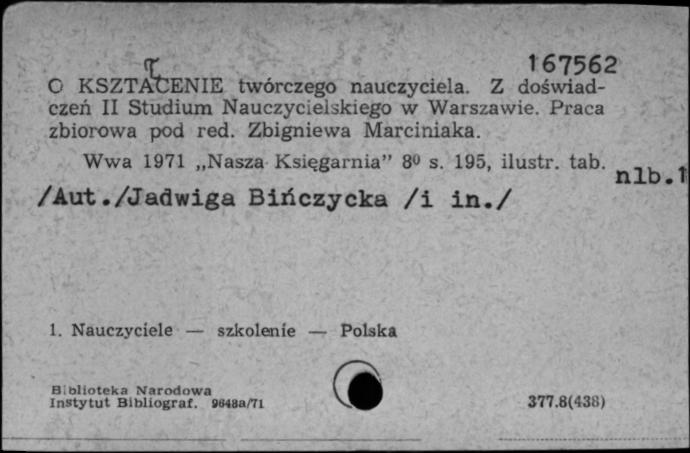 167562
O KSZTAŁCENIE twórczego nauczyciela. Z doświad-
czeń II Studium Nauczycielskiego w Warszawie. Praca
zbiorowa pod red. Zbigniewa Marciniaka.
Wwa 1971 „Nasza Księgarnia” 8⁰ s. 195, ilustr. tab.
nlb.1
/Aut./Jadwiga Bińczycka /i in./
1. Nauczyciele — szkolenie — Polska
Biblioteka Narodowa
Instytut Bibliograf. 9648a/71
377.8(438)